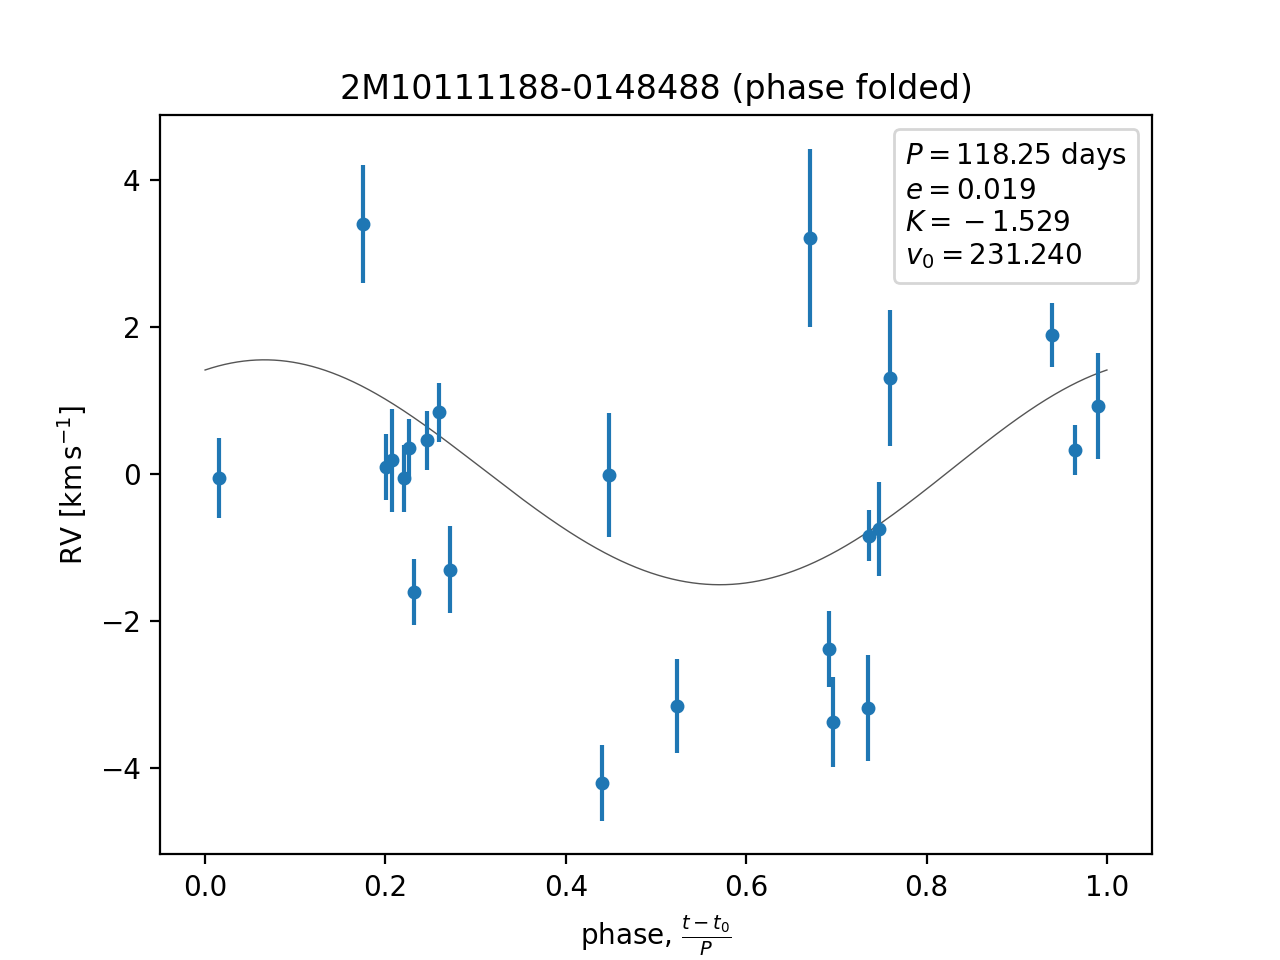 2M10111188-0148488 (phase folded)
P = 118.25 days
e = 0.019
K = −1.529
v₀ = 231.240
RV [km s⁻¹]
4
2
0
−2
−4
0.0 0.2 0.4 0.6 0.8 1.0
phase, (t − t₀)/P